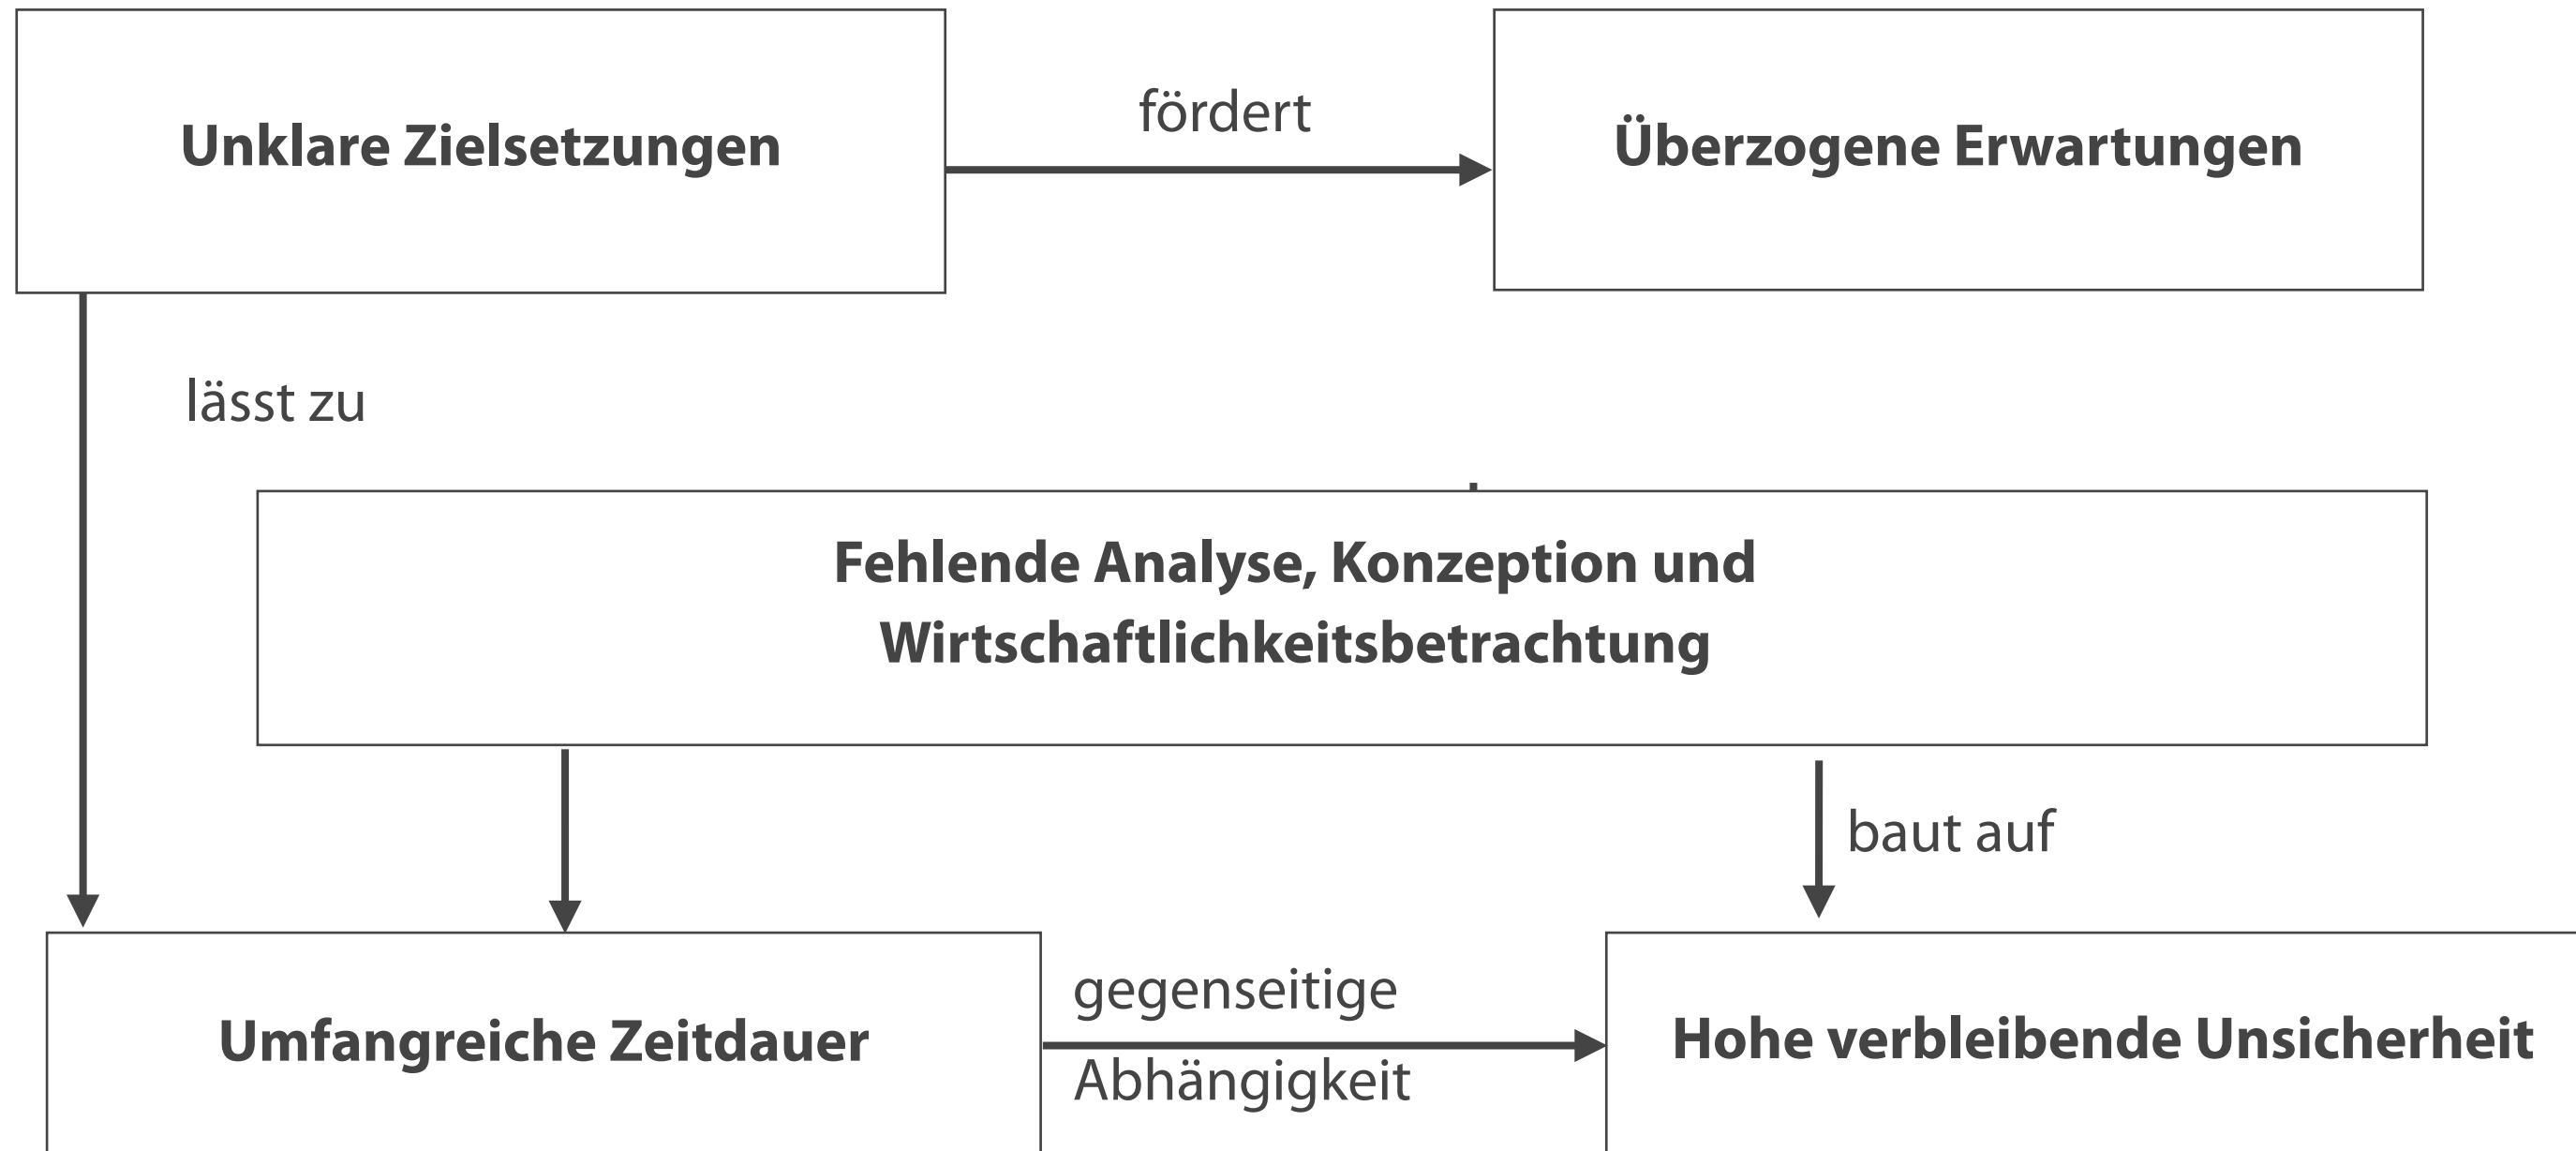 Unklare Zielsetzungen
fördert
Überzogene Erwartungen
lässt zu
Fehlende Analyse, Konzeption und
Wirtschaftlichkeitsbetrachtung
baut auf
Umfangreiche Zeitdauer
gegenseitige
Abhängigkeit
Hohe verbleibende Unsicherheit